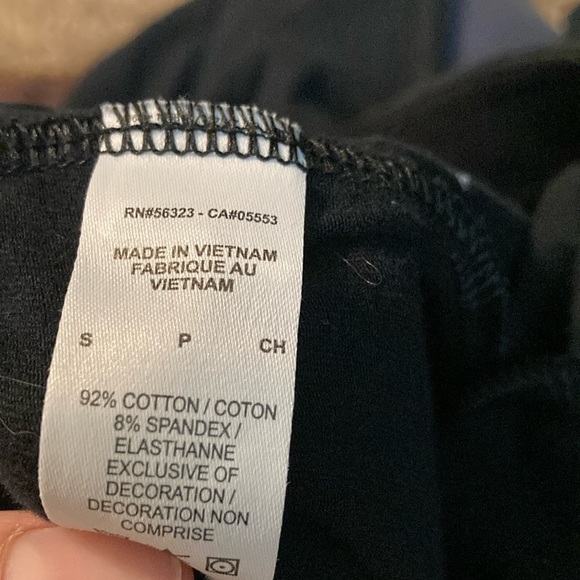 RN#56323 - CA#05553
MADE IN VIETNAM
FABRIQUE AU
VIETNAM
S P CH
92% COTTON / COTON
8% SPANDEX /
ELASTHANNE
EXCLUSIVE OF
DECORATION /
DECORATION NON
COMPRISE